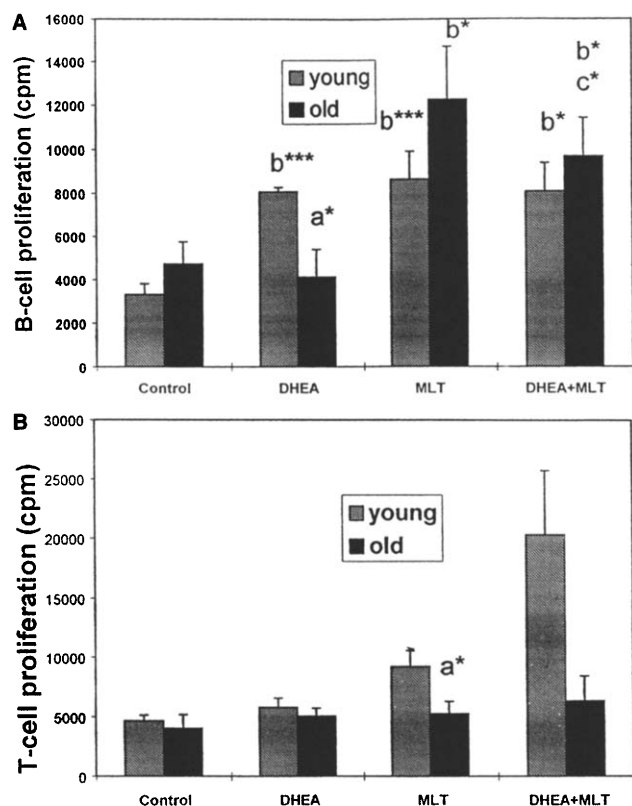 A
B-cell proliferation (cpm)
16000
14000
12000
10000
8000
6000
4000
2000
0
young
old
b***
a*
b***
b*
b*
b*
c*
Control DHEA MLT DHEA+MLT
B
T-cell proliferation (cpm)
30000
25000
20000
15000
10000
5000
0
young
old
a*
Control DHEA MLT DHEA+MLT